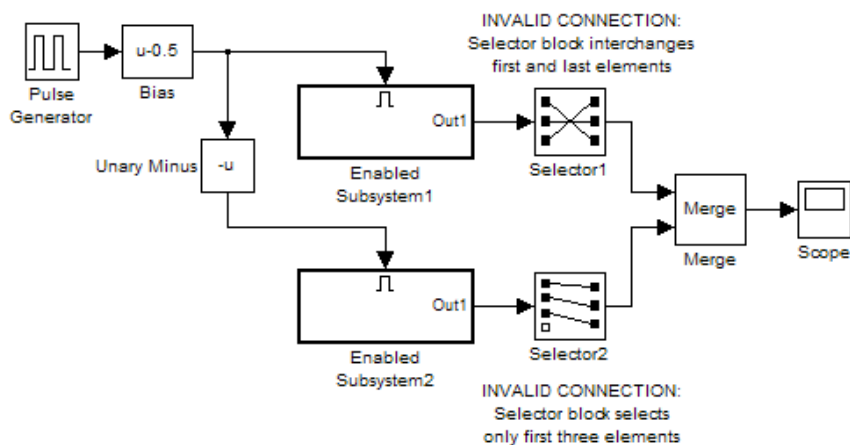 INVALID CONNECTION:
Selector block interchanges
first and last elements
u-0.5
Pulse
Generator
Bias
Out1
Unary Minus
-u
Enabled
Subsystem1
Selector1
Merge
Merge
Scope
Out1
Enabled
Subsystem2
Selector2
INVALID CONNECTION:
Selector block selects
only first three elements